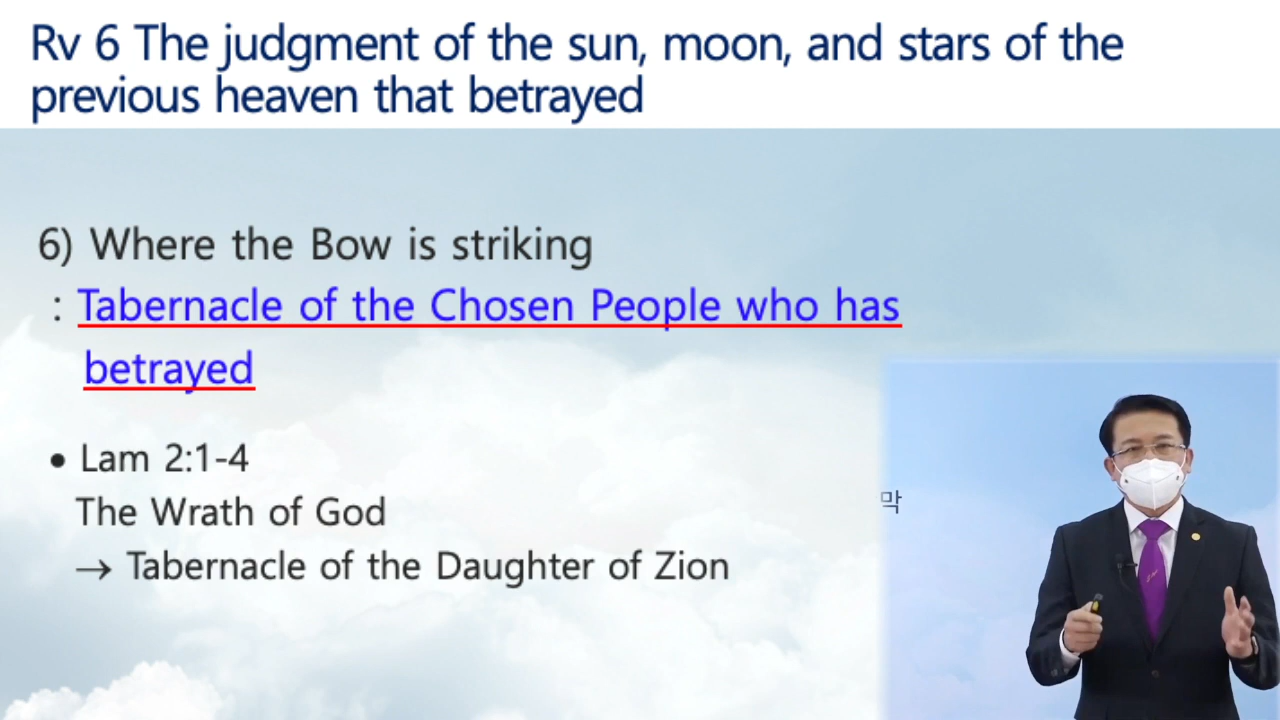 Rv 6 The judgment of the sun, moon, and stars of the
previous heaven that betrayed
6) Where the Bow is striking
: Tabernacle of the Chosen People who has
betrayed
• Lam 2:1-4
The Wrath of God
막
→ Tabernacle of the Daughter of Zion